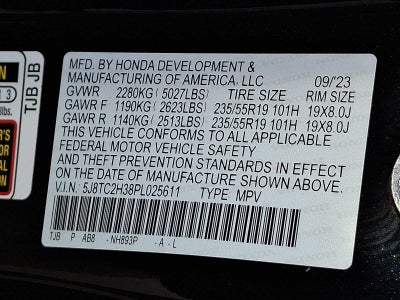 MFD. BY HONDA DEVELOPMENT &
MANUFACTURING OF AMERICA, LLC 09/'23
GVWR 2280KG(5027LBS) TIRE SIZE RIM SIZE
GAWR F 1190KG(2623LBS) 235/55R19 101H 19X8.0J
GAWR R 1140KG(2513LBS) 235/55R19 101H 19X8.0J
THIS VEHICLE CONFORMS TO ALL APPLICABLE
FEDERAL MOTOR VEHICLE SAFETY
AND THEFT PREVENTION STANDARDS IN EFFECT
ON THE DATE OF MANUFACTURE SHOWN ABOVE.
V.I.N.: 5J8TC2H38PL025611 TYPE: MPV
TJB P AB8 -NH893P -A-L
TJB JB